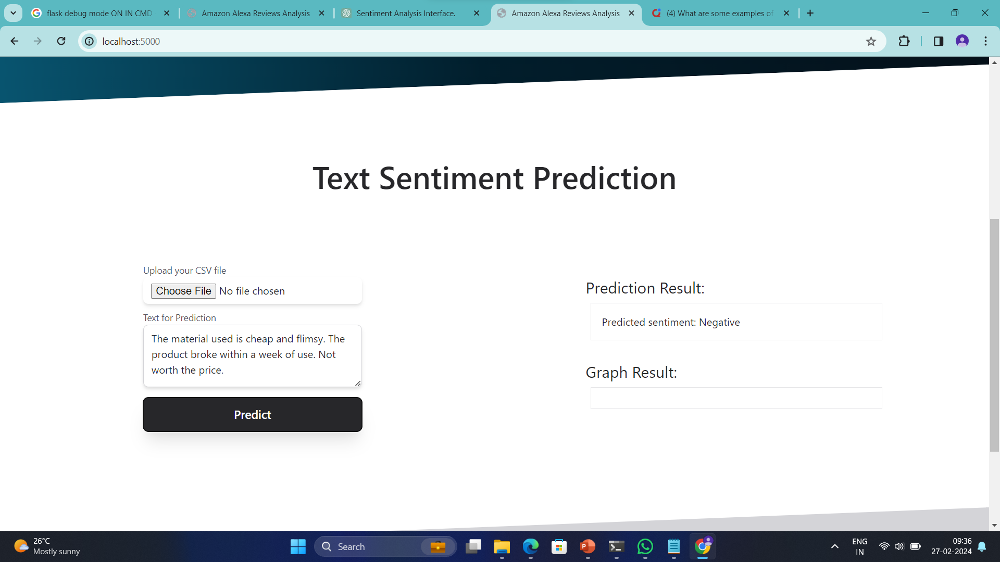 flask debug mode ON IN CMD
Amazon Alexa Reviews Analysis
Sentiment Analysis Interface.
Amazon Alexa Reviews Analysis
(4) What are some examples of
localhost:5000
Text Sentiment Prediction
Upload your CSV file
Choose File No file chosen
Text for Prediction
The material used is cheap and flimsy. The
product broke within a week of use. Not
worth the price.
Predict
Prediction Result:
Predicted sentiment: Negative
Graph Result:
26°C
Mostly sunny
Search
ENG
IN
09:36
27-02-2024